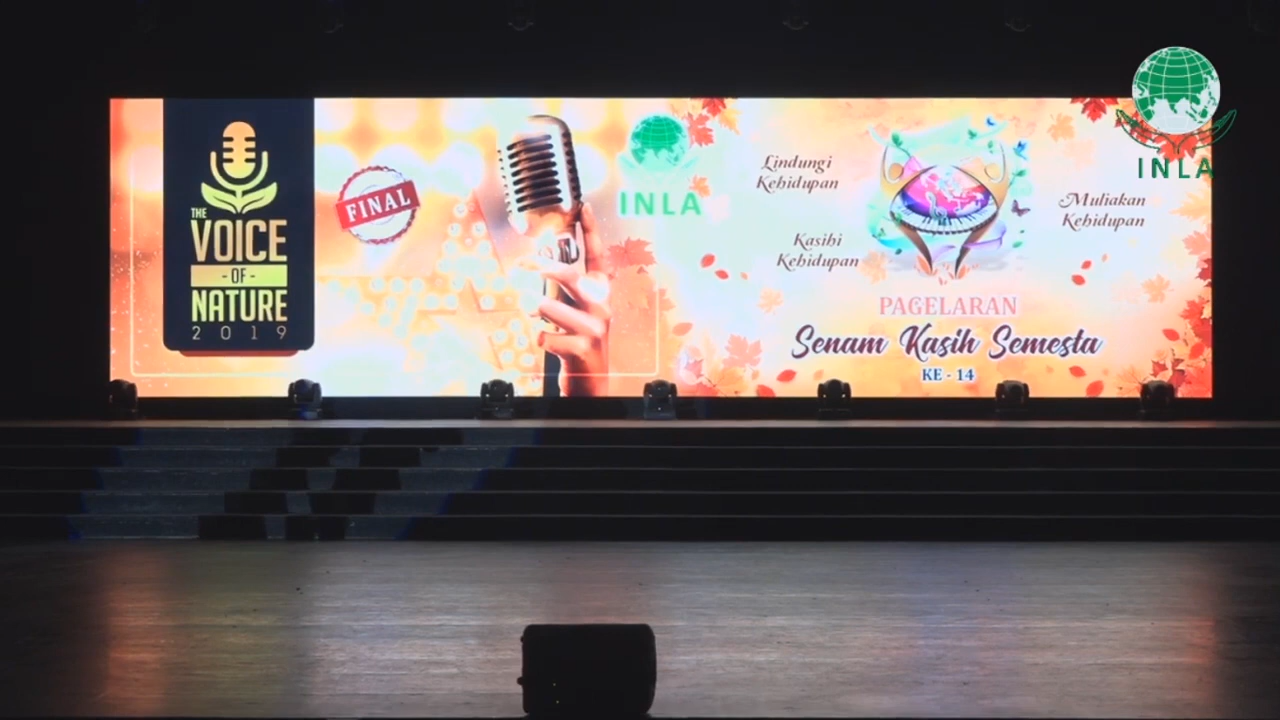 THE
VOICE
- OF -
NATURE
2019
FINAL
INLA
Lindungi
Kehidupan
Kasihi
Kehidupan
Muliakan
Kehidupan
PAGELARAN
Senam Kasih Semesta
KE - 14
INLA